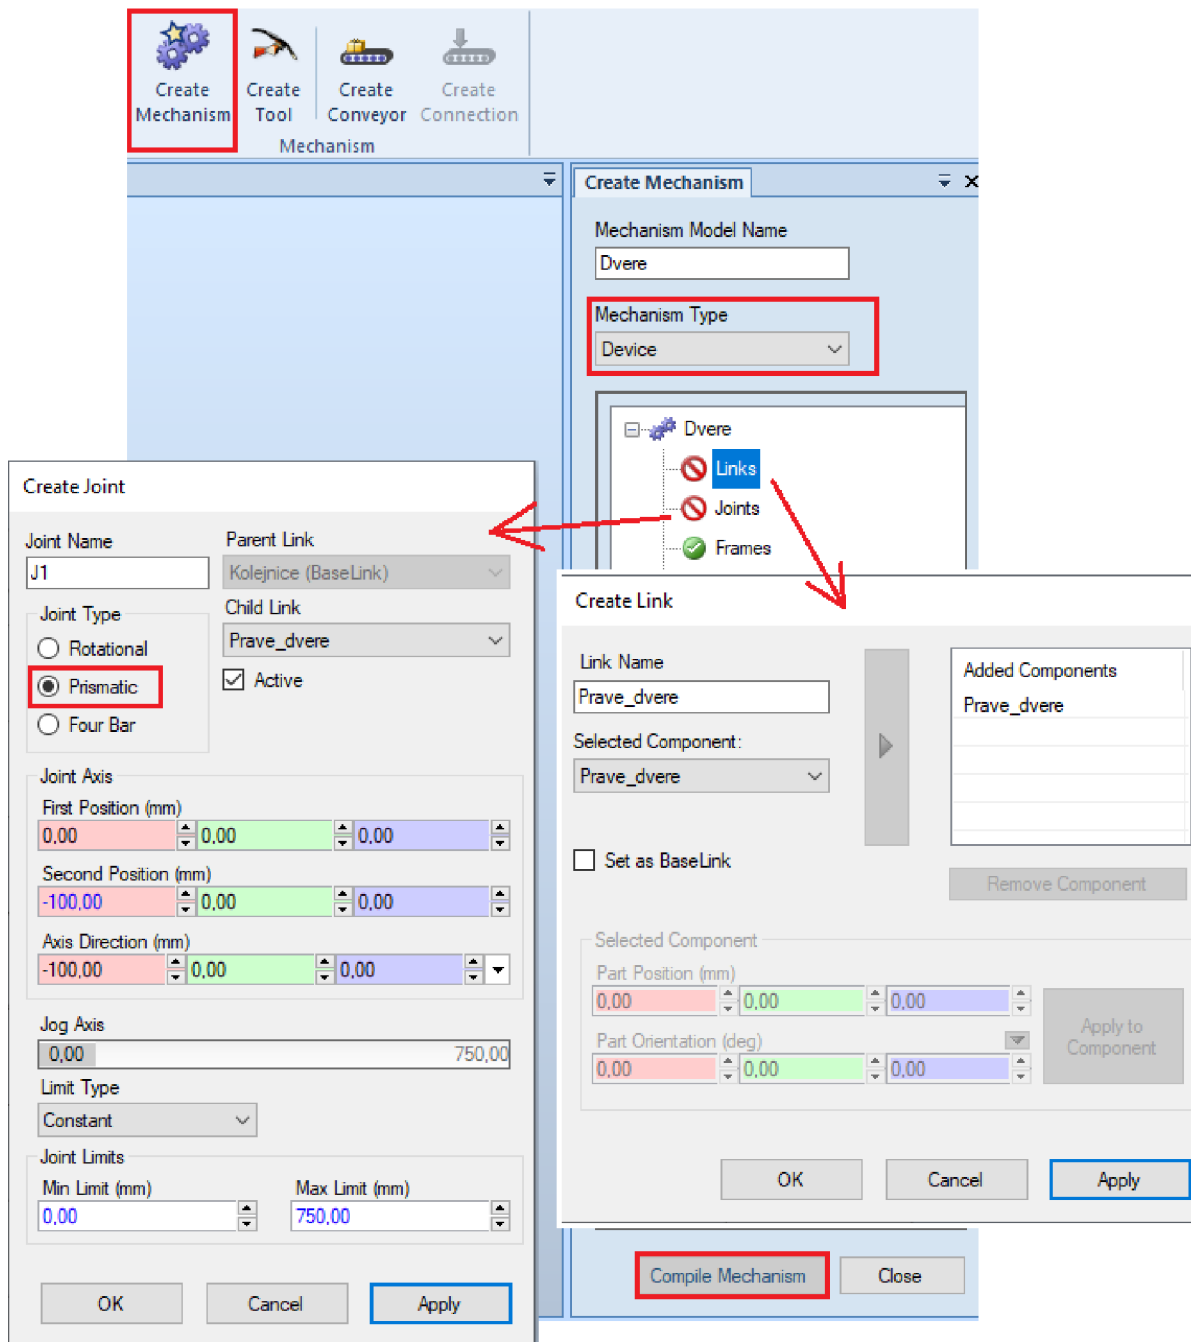 Create Mechanism
Create Tool
Create Conveyor
Create Connection
Mechanism
Create Mechanism
Mechanism Model Name
Dvere
Mechanism Type
Device
Dvere
Links
Joints
Frames
Create Joint
Joint Name
J1
Parent Link
Kolejnice (BaseLink)
Joint Type
Rotational
Prismatic
Four Bar
Child Link
Prave_dvere
Active
Joint Axis
First Position (mm)
0,00 0,00 0,00
Second Position (mm)
-100,00 0,00 0,00
Axis Direction (mm)
-100,00 0,00 0,00
Jog Axis
0,00 750,00
Limit Type
Constant
Joint Limits
Min Limit (mm) Max Limit (mm)
0,00 750,00
OK Cancel Apply
Create Link
Link Name
Prave_dvere
Selected Component:
Prave_dvere
Added Components
Prave_dvere
Set as BaseLink
Remove Component
Selected Component
Part Position (mm)
0,00 0,00 0,00
Part Orientation (deg)
0,00 0,00 0,00
Apply to
Component
OK Cancel Apply
Compile Mechanism Close